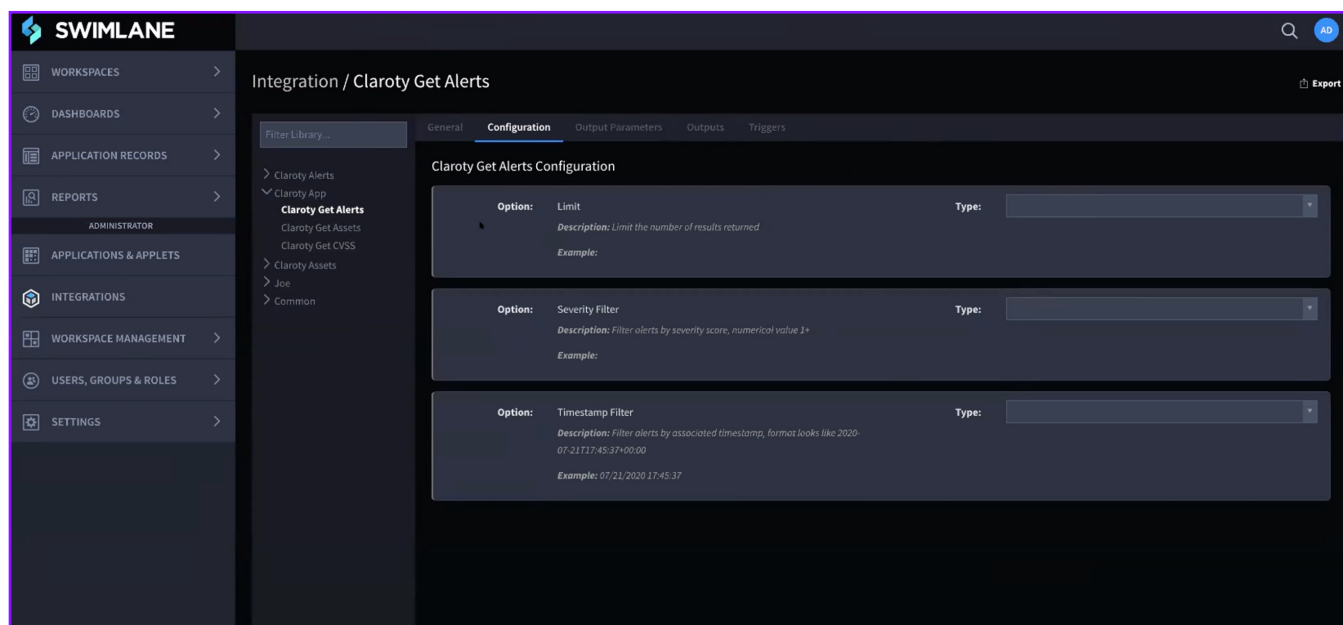 SWIMLANE
AD
WORKSPACES
DASHBOARDS
APPLICATION RECORDS
REPORTS
ADMINISTRATOR
APPLICATIONS & APPLETS
INTEGRATIONS
WORKSPACE MANAGEMENT
USERS, GROUPS & ROLES
SETTINGS
Integration / Claroty Get Alerts
Export
Filter Library...
Claroty Alerts
Claroty App
Claroty Get Alerts
Claroty Get Assets
Claroty Get CVSS
Claroty Assets
Joe
Common
General Configuration Output Parameters Outputs Triggers
Claroty Get Alerts Configuration
Option: Limit Type:
Description: Limit the number of results returned
Example:
Option: Severity Filter Type:
Description: Filter alerts by severity score, numerical value 1+
Example:
Option: Timestamp Filter Type:
Description: Filter alerts by associated timestamp, format looks like 2020-
07-21T17:45:37+00:00
Example: 07/21/2020 17:45:37